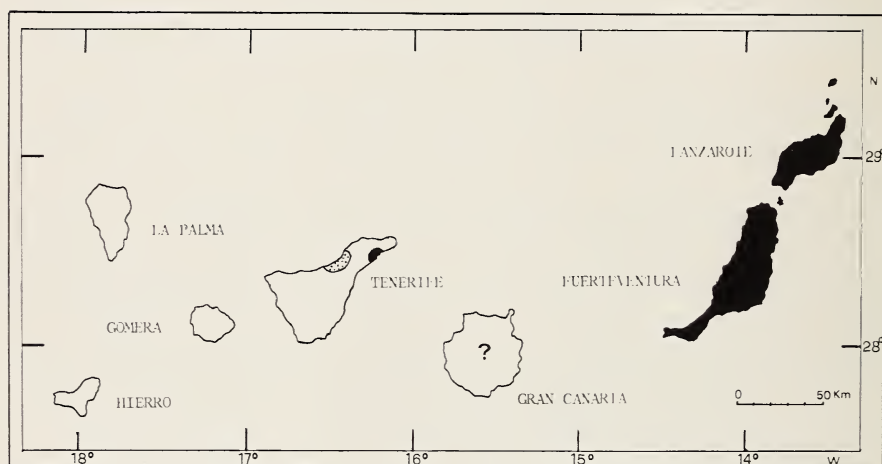 N
LANZAROTE
29°
LA PALMA
TENERIFE
FUERTEVENTURA
GOMERA
28°
?
0 50 Km
HIERRO
GRAN CANARIA
18° 17° 16° 15° 14° W